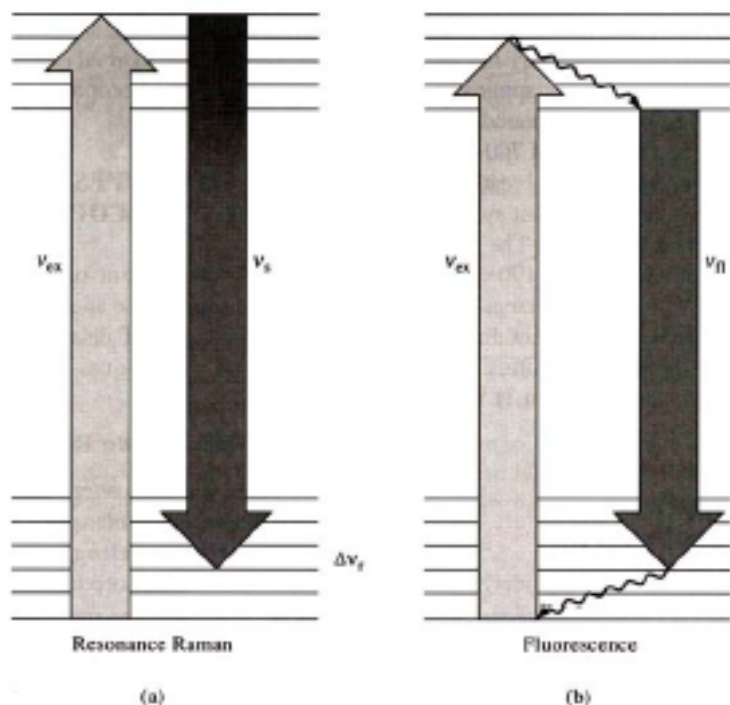 ν_ex
ν_s
Δν_r
Resonance Raman
(a)
ν_ex
ν_fl
Fluorescence
(b)